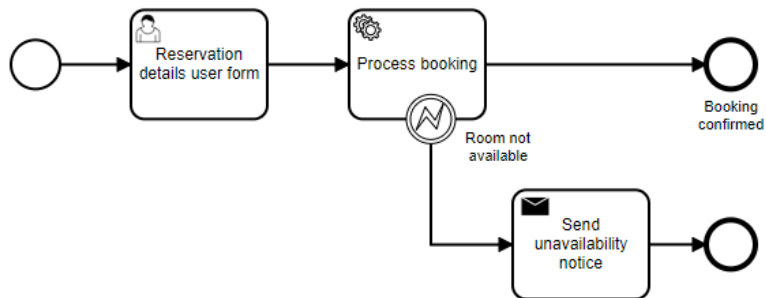 Reservation
details user form
Process booking
Booking
confirmed
Room not
available
Send
unavailability
notice